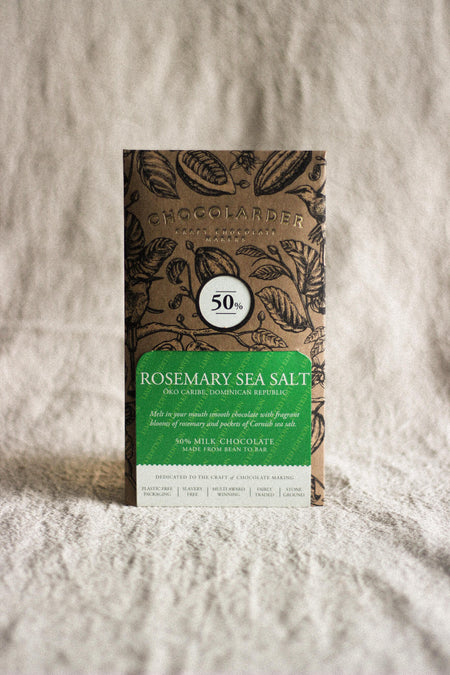 CHOCOLARDER
CRAFT CHOCOLATE
MAKERS
50%
ROSEMARY SEA SALT
ÖKO CARIBE, DOMINICAN REPUBLIC
Melt in your mouth smooth chocolate with fragrant
blooms of rosemary and pockets of Cornish sea salt.
50% MILK CHOCOLATE
MADE FROM BEAN TO BAR
DEDICATED TO THE CRAFT of CHOCOLATE MAKING
PLASTIC FREE PACKAGING | SLAVERY FREE | MULTI AWARD WINNING | FAIRLY TRADED | STONE GROUND